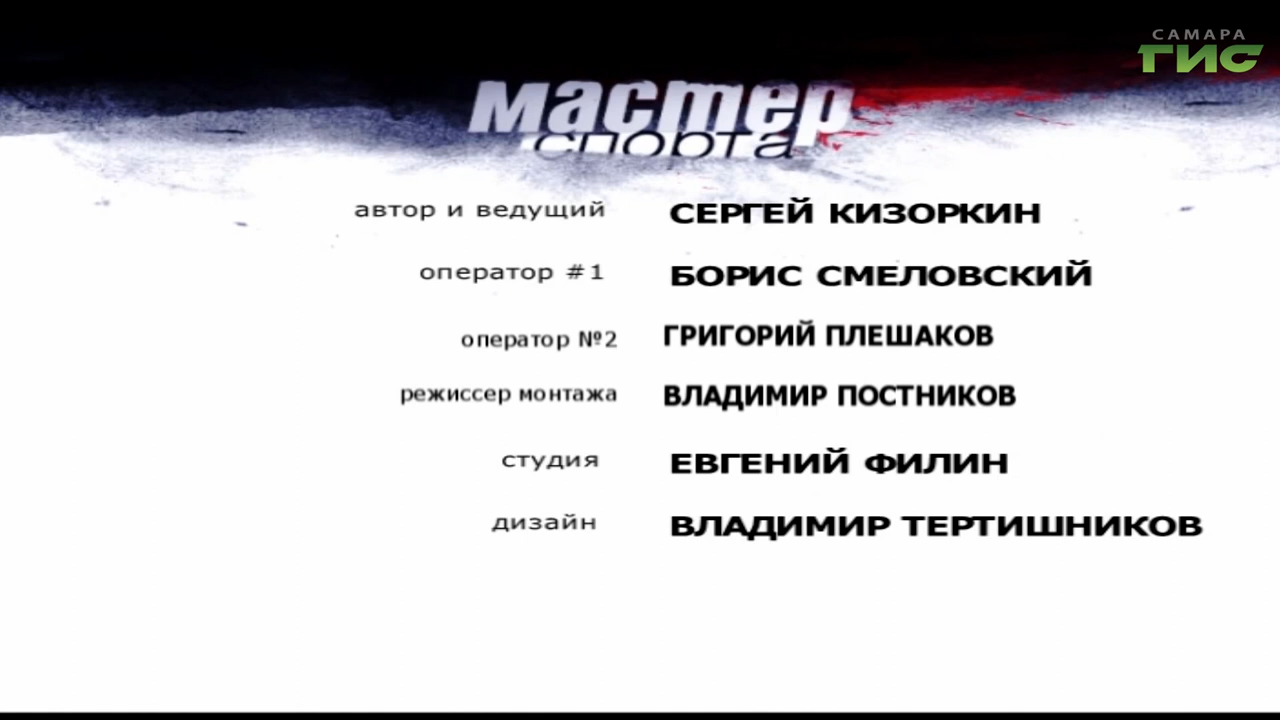 САМАРА
ГИС
мастер
спорта
автор и ведущий СЕРГЕЙ КИЗОРКИН
оператор #1 БОРИС СМЕЛОВСКИЙ
оператор №2 ГРИГОРИЙ ПЛЕШАКОВ
режиссер монтажа ВЛАДИМИР ПОСТНИКОВ
студия ЕВГЕНИЙ ФИЛИН
дизайн ВЛАДИМИР ТЕРТИШНИКОВ